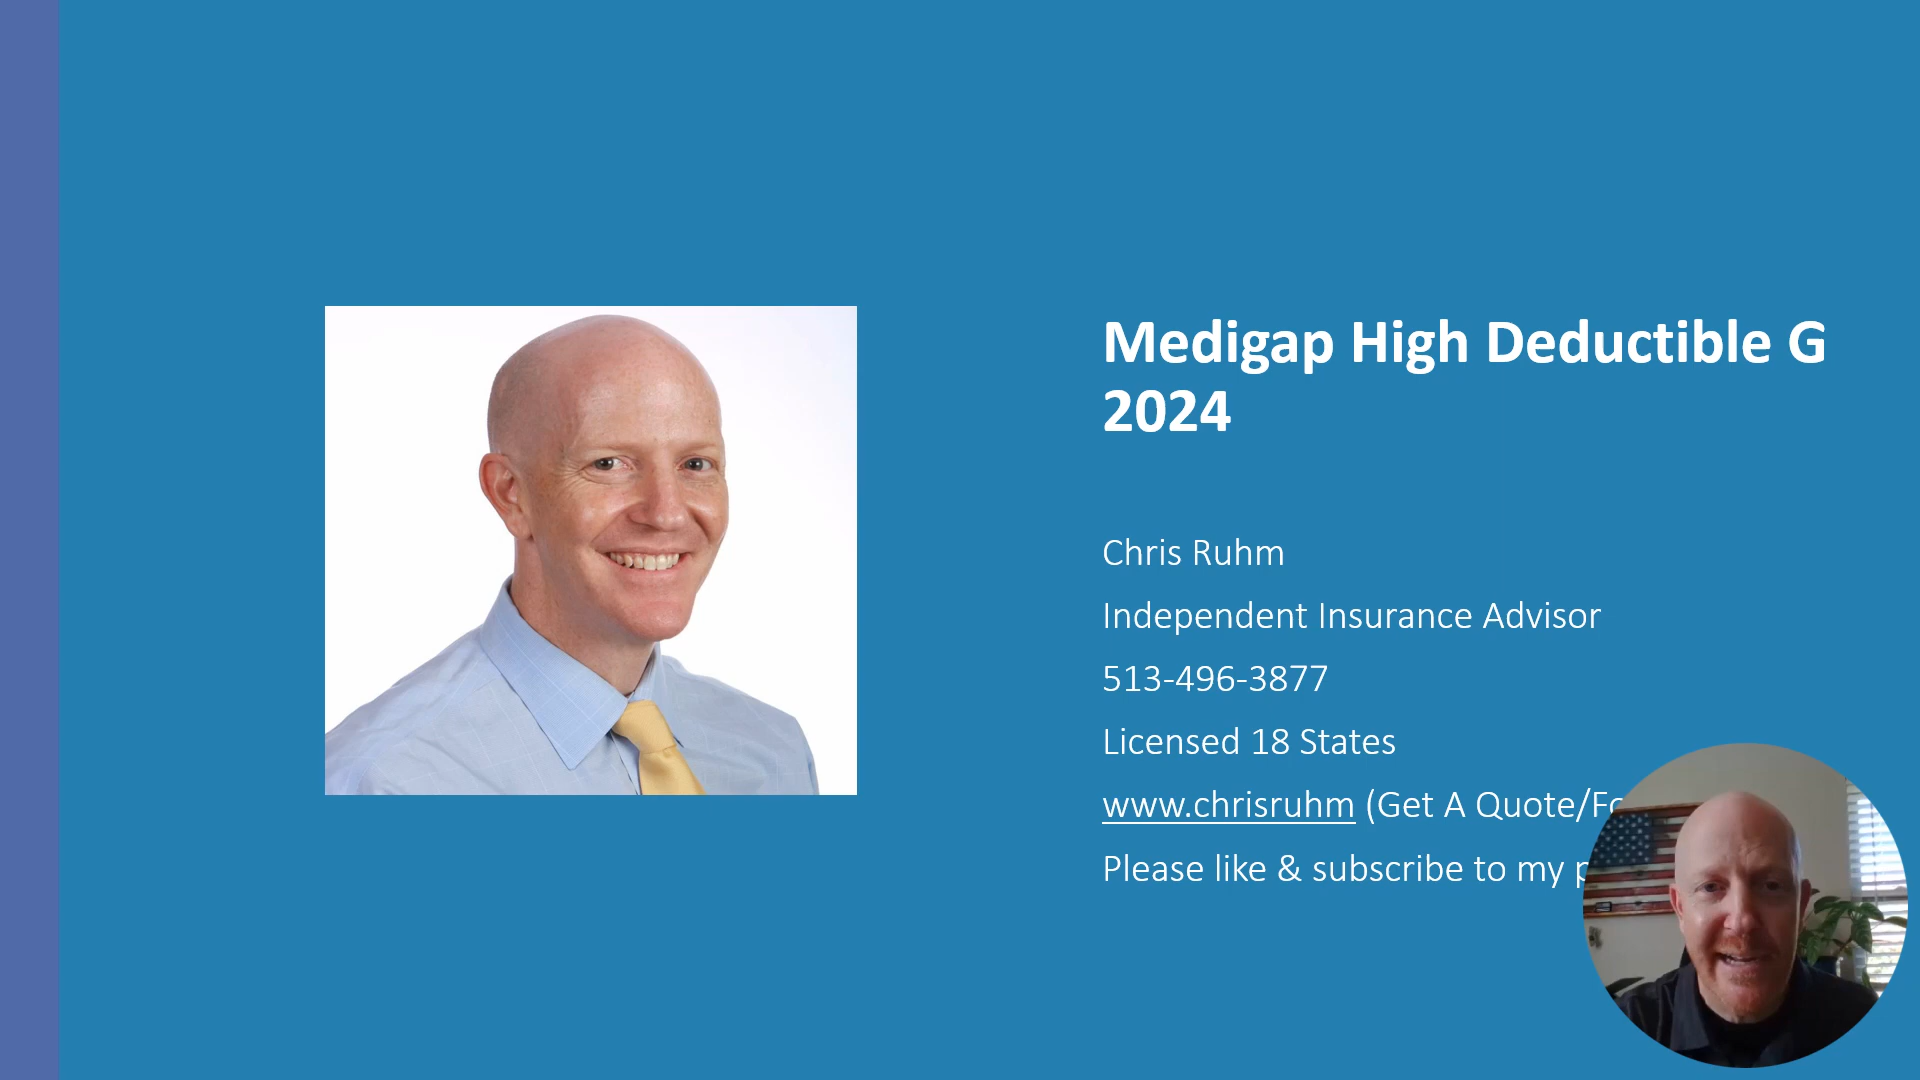 Medigap High Deductible G
2024
Chris Ruhm
Independent Insurance Advisor
513-496-3877
Licensed 18 States
www.chrisruhm (Get A Quote/
Please like & subscribe to my